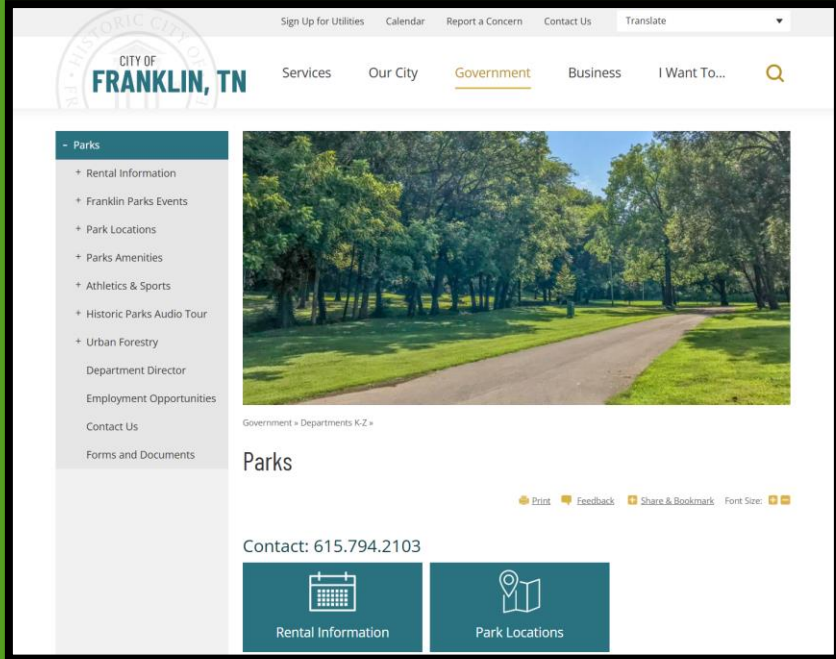 Sign Up for Utilities Calendar Report a Concern Contact Us Translate
CITY OF
FRANKLIN, TN
Services Our City Government Business I Want To...
- Parks
+ Rental Information
+ Franklin Parks Events
+ Park Locations
+ Parks Amenities
+ Athletics & Sports
+ Historic Parks Audio Tour
+ Urban Forestry
Department Director
Employment Opportunities
Contact Us
Forms and Documents
Government » Departments K-Z »
Parks
Print Feedback Share & Bookmark Font Size: + -
Contact: 615.794.2103
Rental Information Park Locations